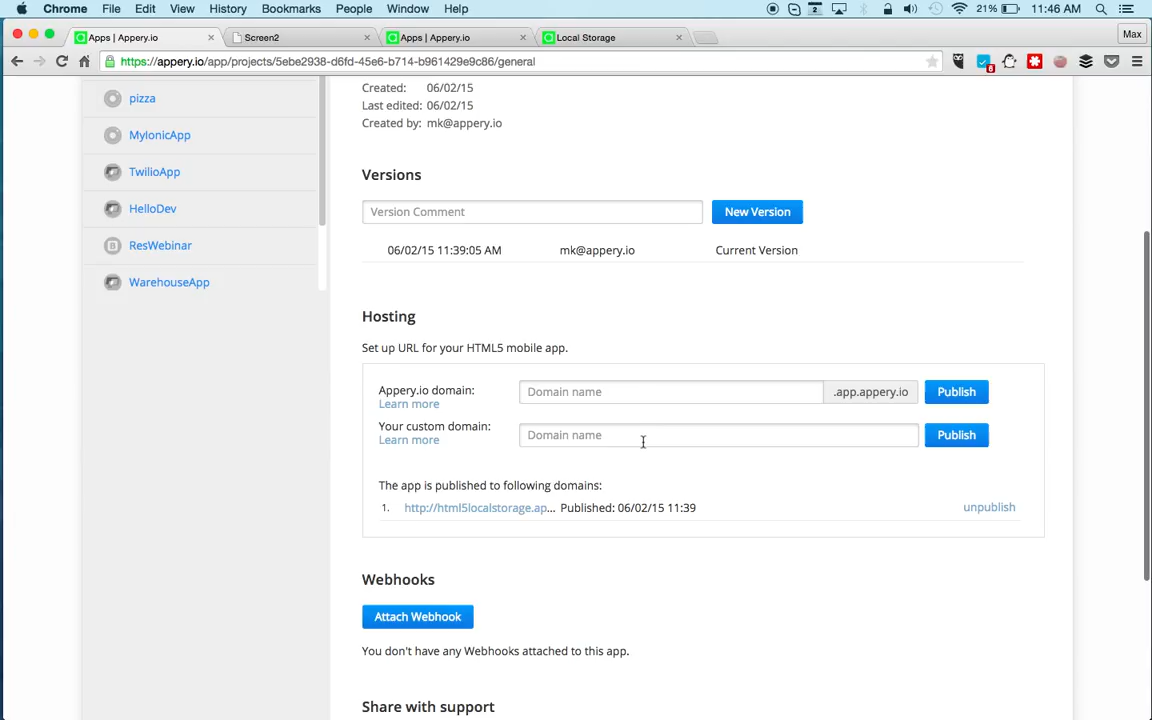 Chrome File Edit View History Bookmarks People Window Help 2 21% 11:46 AM
Apps | Appery.io Screen2 Apps | Appery.io Local Storage Max
https://appery.io/app/projects/5ebe2938-d6fd-45e6-b714-b961429e9c86/general
pizza
MyIonicApp
TwilioApp
HelloDev
ResWebinar
WarehouseApp
Created: 06/02/15
Last edited: 06/02/15
Created by: mk@appery.io
Versions
Version Comment New Version
06/02/15 11:39:05 AM mk@appery.io Current Version
Hosting
Set up URL for your HTML5 mobile app.
Appery.io domain: Domain name .app.appery.io Publish
Learn more
Your custom domain: Domain name Publish
Learn more
The app is published to following domains:
1. http://html5localstorage.ap... Published: 06/02/15 11:39 unpublish
Webhooks
Attach Webhook
You don't have any Webhooks attached to this app.
Share with support